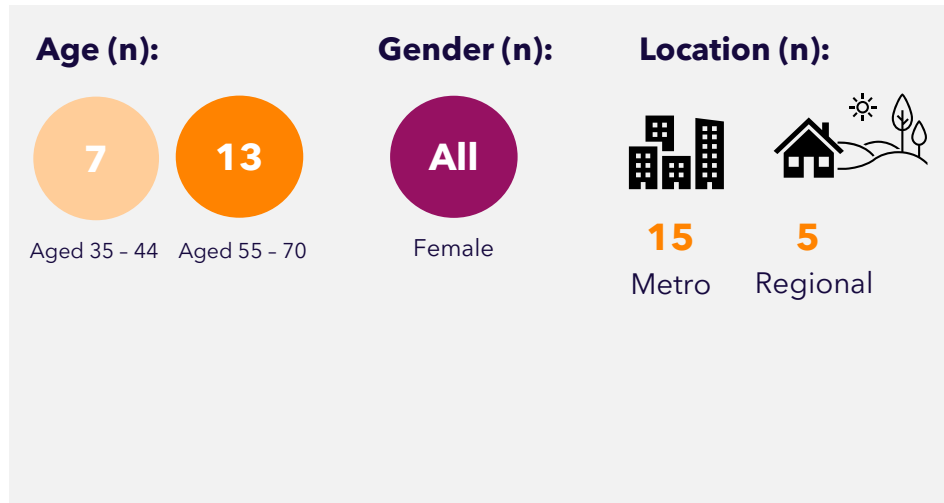 Age (n):
7
13
Aged 35 – 44
Aged 55 – 70
Gender (n):
All
Female
Location (n):
15
Metro
5
Regional